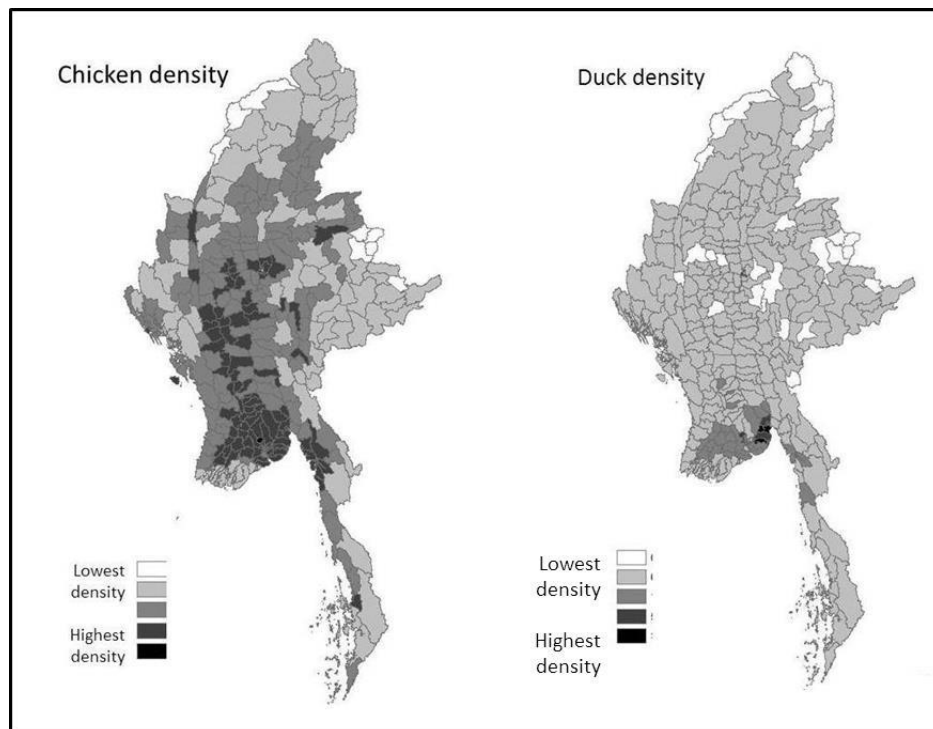 Chicken density
Duck density
Lowest
density
Highest
density
Lowest
density
Highest
density